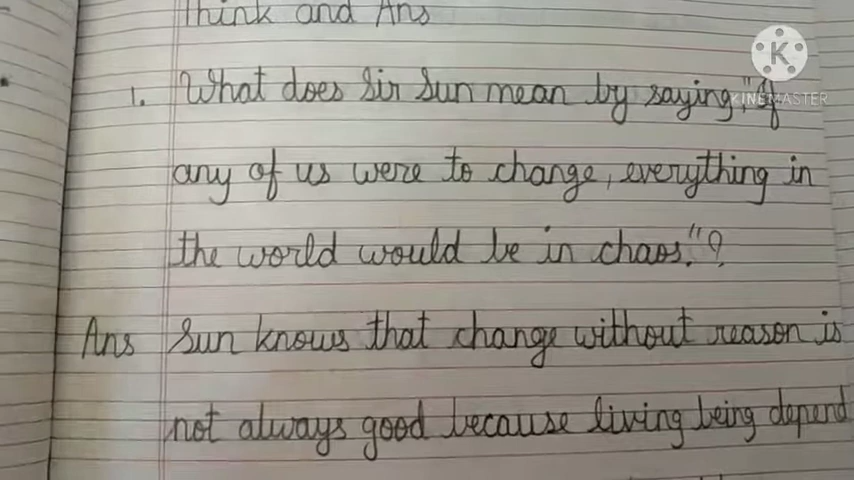 Think and Ans
1. What does Sir Sun mean by saying, "If
any of us were to change, everything in
the world would be in chaos."?
Ans Sun knows that change without reason is
not always good because living being depend
KINEMASTER